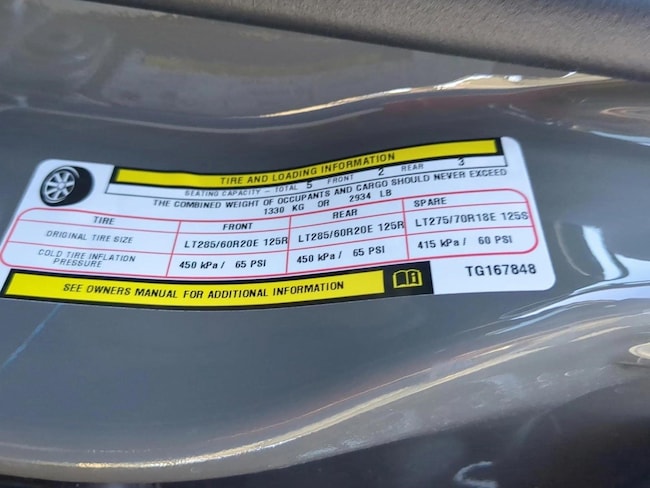 TIRE AND LOADING INFORMATION
SEATING CAPACITY - TOTAL 5 FRONT 2 REAR 3
THE COMBINED WEIGHT OF OCCUPANTS AND CARGO SHOULD NEVER EXCEED
1330 KG OR 2934 LB
TIRE FRONT REAR SPARE
ORIGINAL TIRE SIZE LT285/60R20E 125R LT285/60R20E 125R LT275/70R18E 125S
COLD TIRE INFLATION PRESSURE 450 kPa / 65 PSI 450 kPa / 65 PSI 415 kPa / 60 PSI
SEE OWNERS MANUAL FOR ADDITIONAL INFORMATION
TG167848